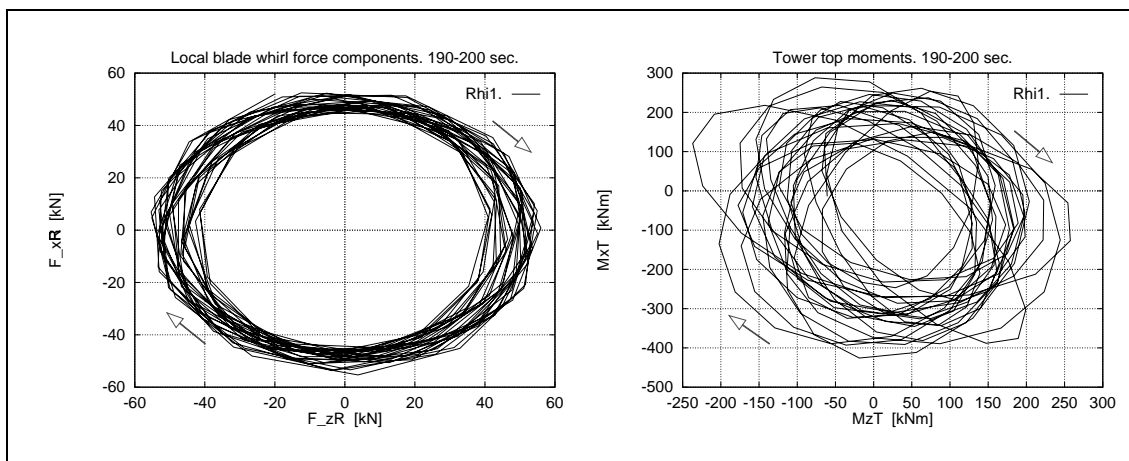 Local blade whirl force components. 190-200 sec.
Rhi1.
60
40
20
0
-20
-40
-60
F_xR [kN]
-60 -40 -20 0 20 40 60
F_zR [kN]
Tower top moments. 190-200 sec.
Rhi1.
300
200
100
0
-100
-200
-300
-400
-500
MxT [kNm]
-250 -200 -150 -100 -50 0 50 100 150 200 250 300
MzT [kNm]